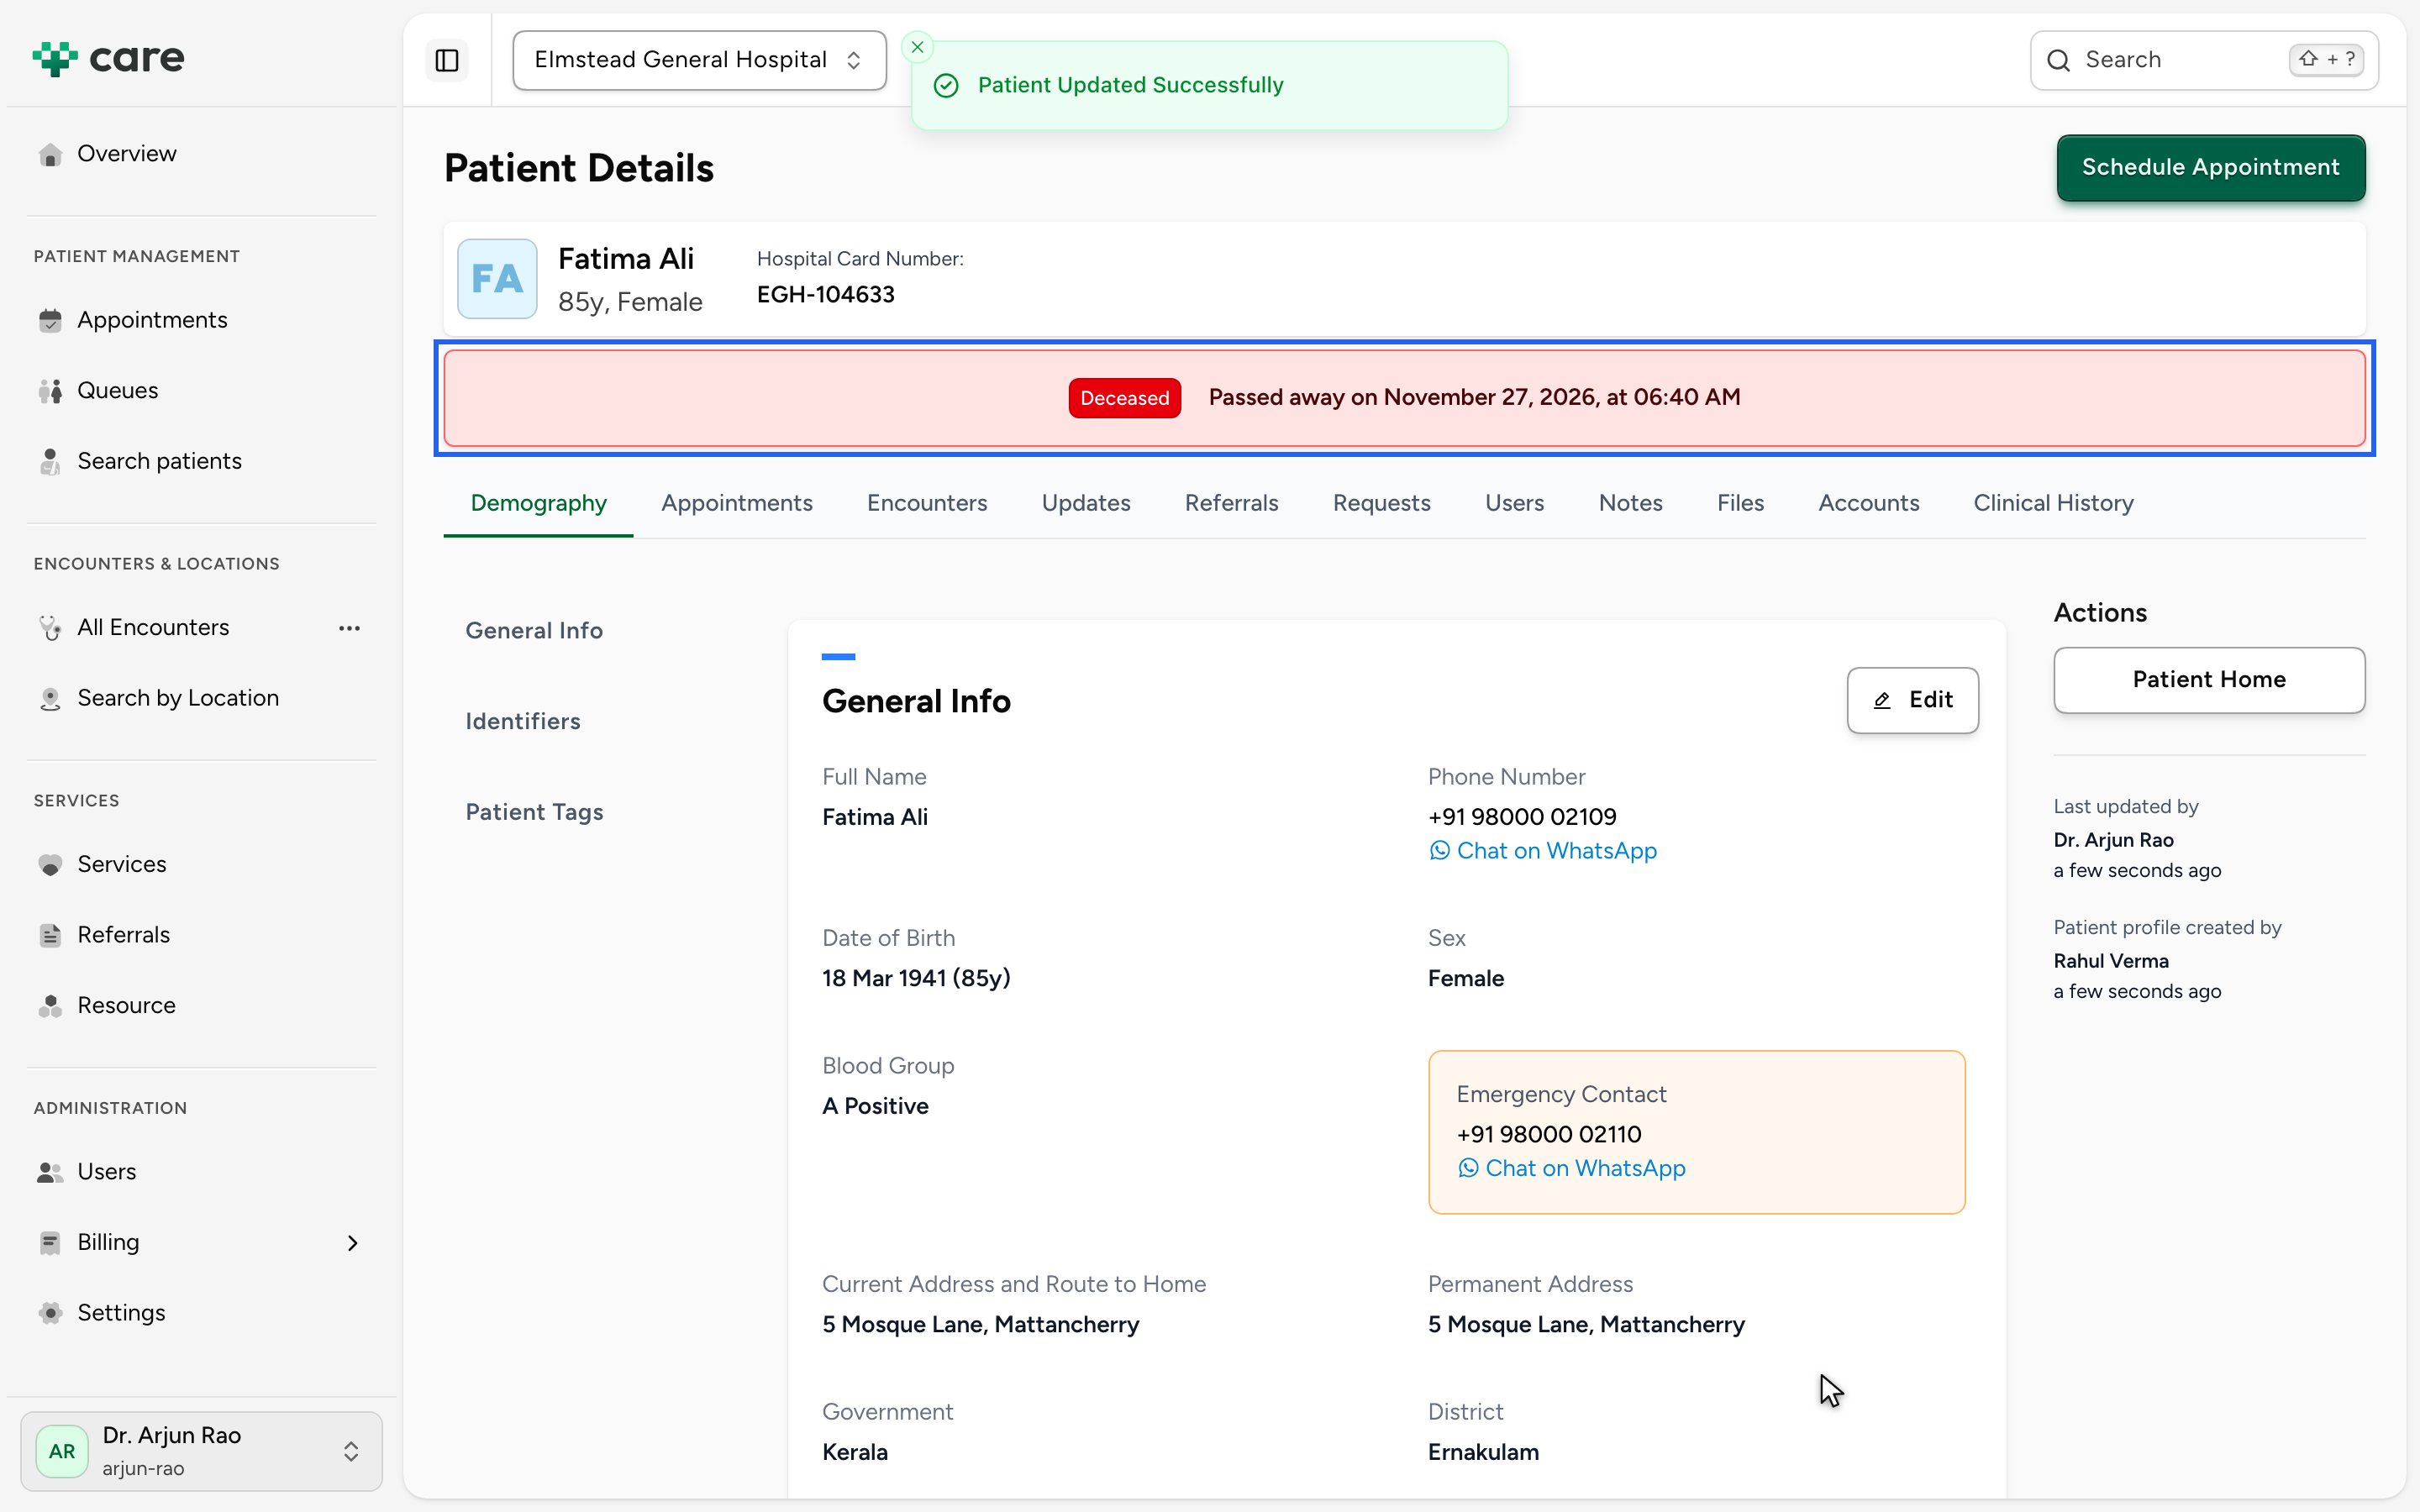 care
Elmstead General Hospital
Patient Updated Successfully
Search
+ ?
Overview
PATIENT MANAGEMENT
Appointments
Queues
Search patients
ENCOUNTERS & LOCATIONS
All Encounters
Search by Location
SERVICES
Services
Referrals
Resource
ADMINISTRATION
Users
Billing
Settings
AR
Dr. Arjun Rao
arjun-rao
Patient Details
Schedule Appointment
FA
Fatima Ali
85y, Female
Hospital Card Number:
EGH-104633
Deceased Passed away on November 27, 2026, at 06:40 AM
Demography Appointments Encounters Updates Referrals Requests Users Notes Files Accounts Clinical History
General Info
Identifiers
Patient Tags
General Info
Edit
Full Name
Fatima Ali
Phone Number
+91 98000 02109
Chat on WhatsApp
Date of Birth
18 Mar 1941 (85y)
Sex
Female
Blood Group
A Positive
Emergency Contact
+91 98000 02110
Chat on WhatsApp
Current Address and Route to Home
5 Mosque Lane, Mattancherry
Permanent Address
5 Mosque Lane, Mattancherry
Government
Kerala
District
Ernakulam
Actions
Patient Home
Last updated by
Dr. Arjun Rao
a few seconds ago
Patient profile created by
Rahul Verma
a few seconds ago